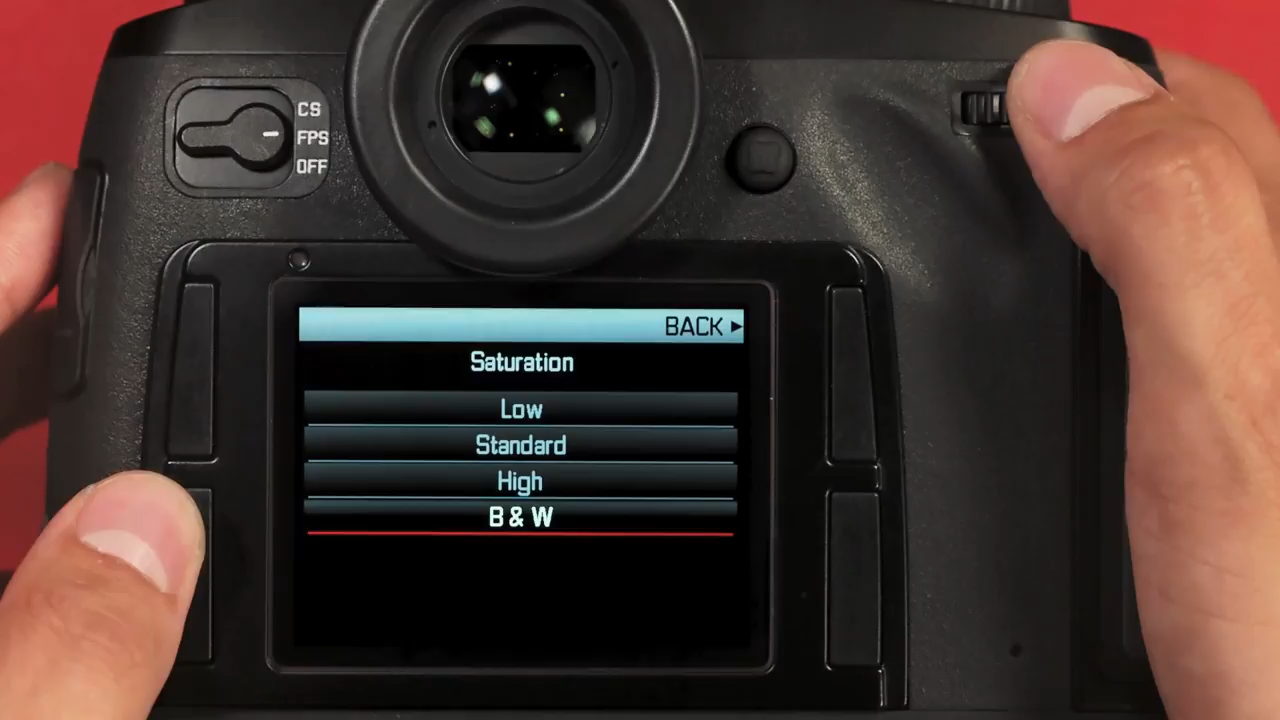 CS
FPS
OFF
BACK ▶
Saturation
Low
Standard
High
B & W